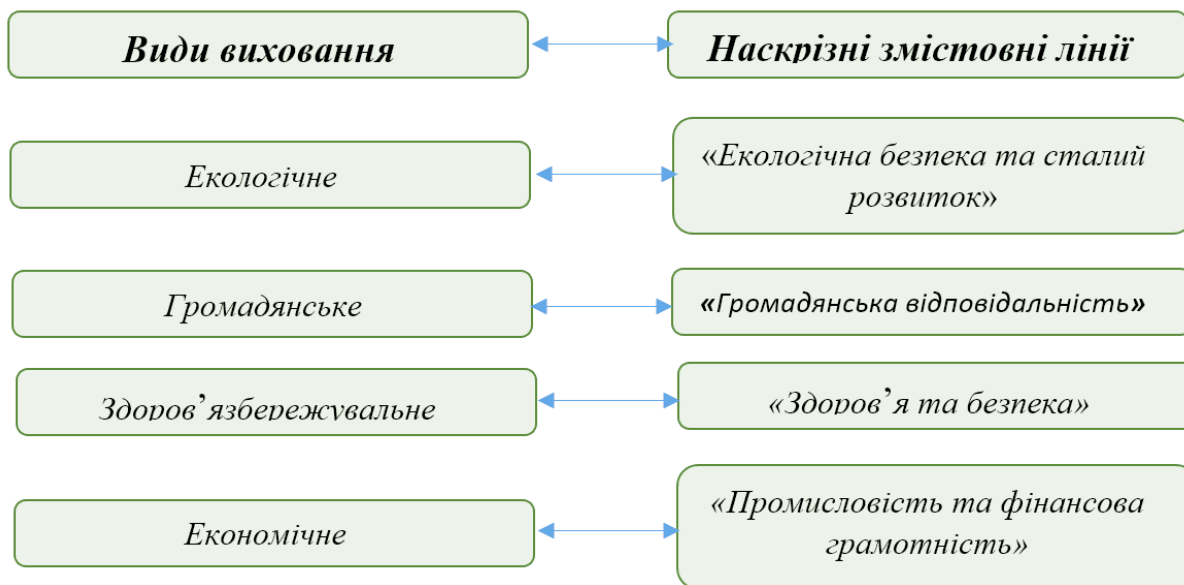 Види виховання
Наскрізні змістовні лінії
Екологічне
«Екологічна безпека та сталий
розвиток»
Громадянське
«Громадянська відповідальність»
Здоров’язбережувальне
«Здоров’я та безпека»
Економічне
«Промисловість та фінансова
грамотність»